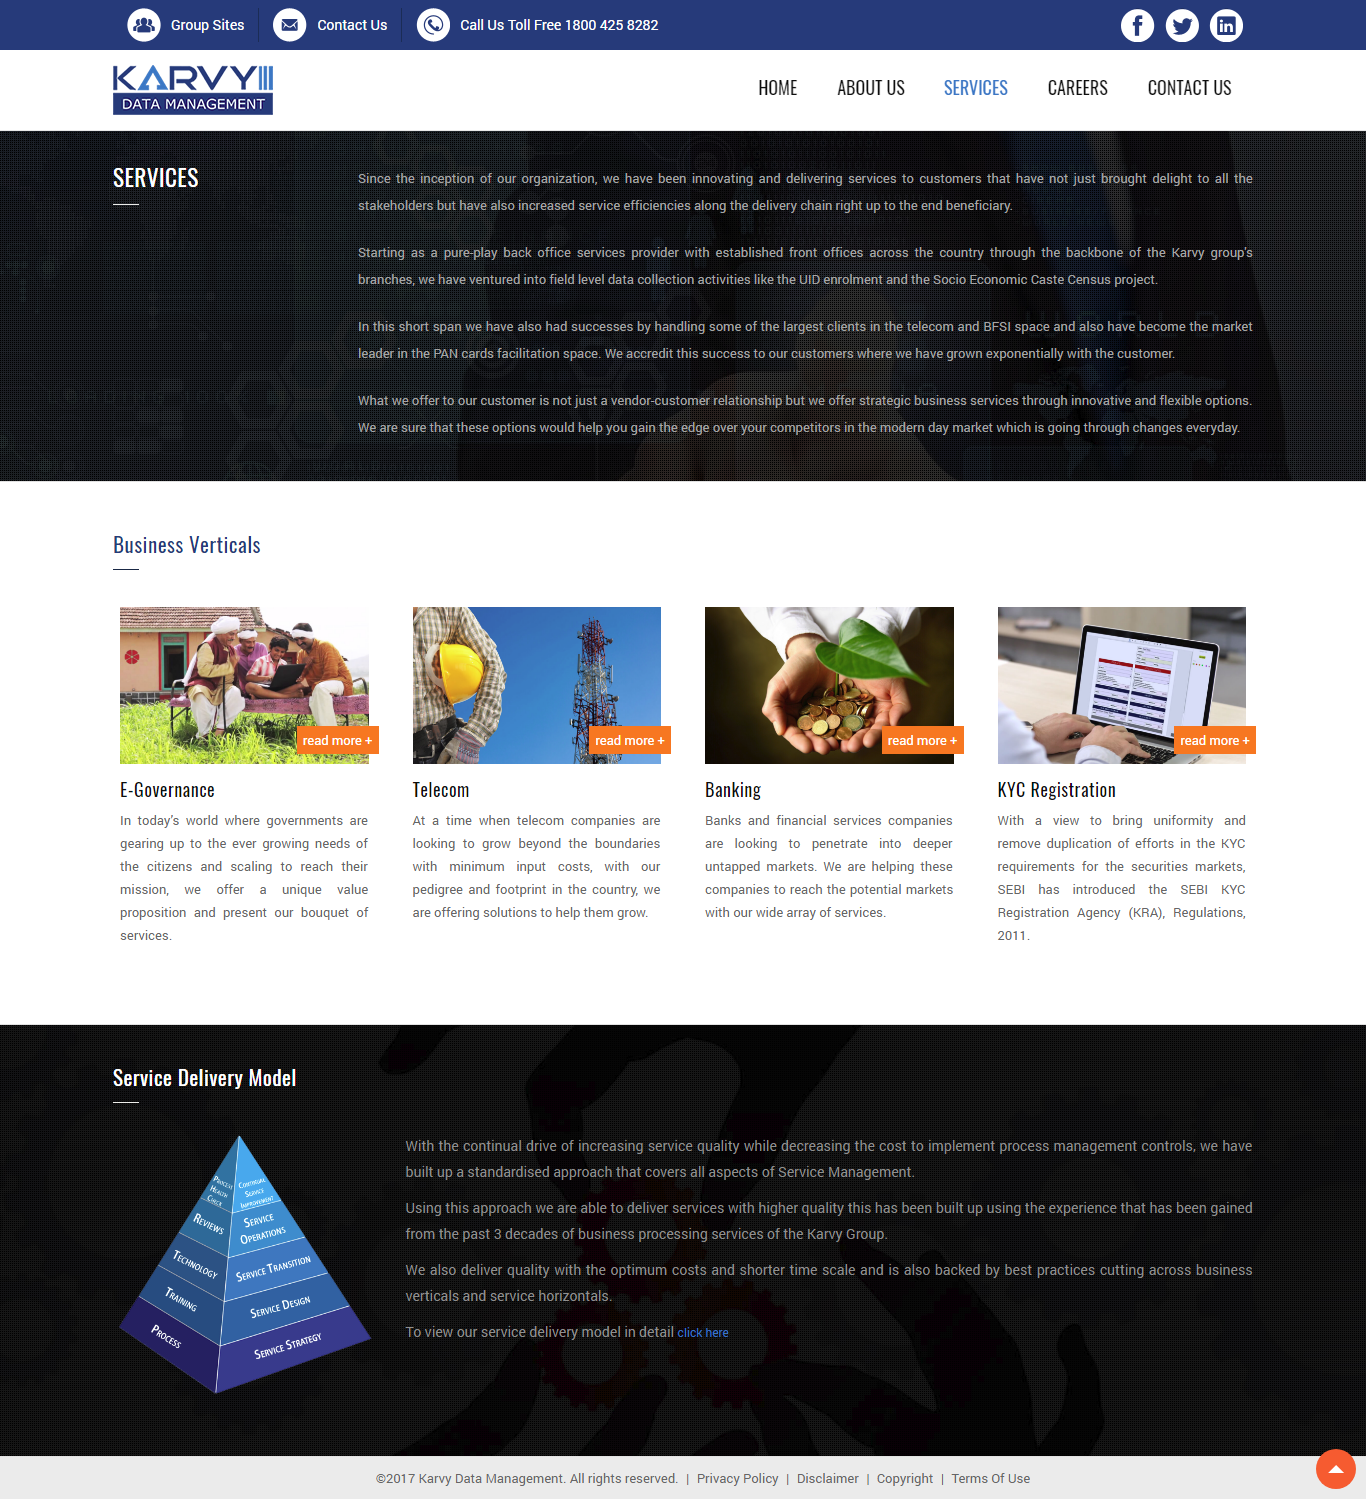 Group Sites
Contact Us
Call Us Toll Free 1800 425 8282
KARVY
DATA MANAGEMENT
HOME
ABOUT US
SERVICES
CAREERS
CONTACT US
SERVICES
Since the inception of our organization, we have been innovating and delivering services to customers that have not just brought delight to all the
stakeholders but have also increased service efficiencies along the delivery chain right up to the end beneficiary.
Starting as a pure-play back office services provider with established front offices across the country through the backbone of the Karvy group's
branches, we have ventured into field level data collection activities like the UID enrolment and the Socio Economic Caste Census project.
In this short span we have also had successes by handling some of the largest clients in the telecom and BFSI space and also have become the market
leader in the PAN cards facilitation space. We accredit this success to our customers where we have grown exponentially with the customer.
What we offer to our customer is not just a vendor-customer relationship but we offer strategic business services through innovative and flexible options.
We are sure that these options would help you gain the edge over your competitors in the modern day market which is going through changes everyday.
Business Verticals
read more +
read more +
read more +
read more +
E-Governance
In today's world where governments are
gearing up to the ever growing needs of
the citizens and scaling to reach their
mission, we offer a unique value
proposition and present our bouquet of
services.
Telecom
At a time when telecom companies are
looking to grow beyond the boundaries
with minimum input costs, with our
pedigree and footprint in the country, we
are offering solutions to help them grow.
Banking
Banks and financial services companies
are looking to penetrate into deeper
untapped markets. We are helping these
companies to reach the potential markets
with our wide array of services.
KYC Registration
With a view to bring uniformity and
remove duplication of efforts in the KYC
requirements for the securities markets,
SEBI has introduced the SEBI KYC
Registration Agency (KRA), Regulations,
2011.
Service Delivery Model
Process
Health
Check
Continual
Service
Improvement
Reviews
Service
Operations
Technology
Service Transition
Training
Service Design
Process
Service Strategy
With the continual drive of increasing service quality while decreasing the cost to implement process management controls, we have
built up a standardised approach that covers all aspects of Service Management.
Using this approach we are able to deliver services with higher quality this has been built up using the experience that has been gained
from the past 3 decades of business processing services of the Karvy Group.
We also deliver quality with the optimum costs and shorter time scale and is also backed by best practices cutting across business
verticals and service horizontals.
To view our service delivery model in detail click here
©2017 Karvy Data Management. All rights reserved. | Privacy Policy | Disclaimer | Copyright | Terms Of Use